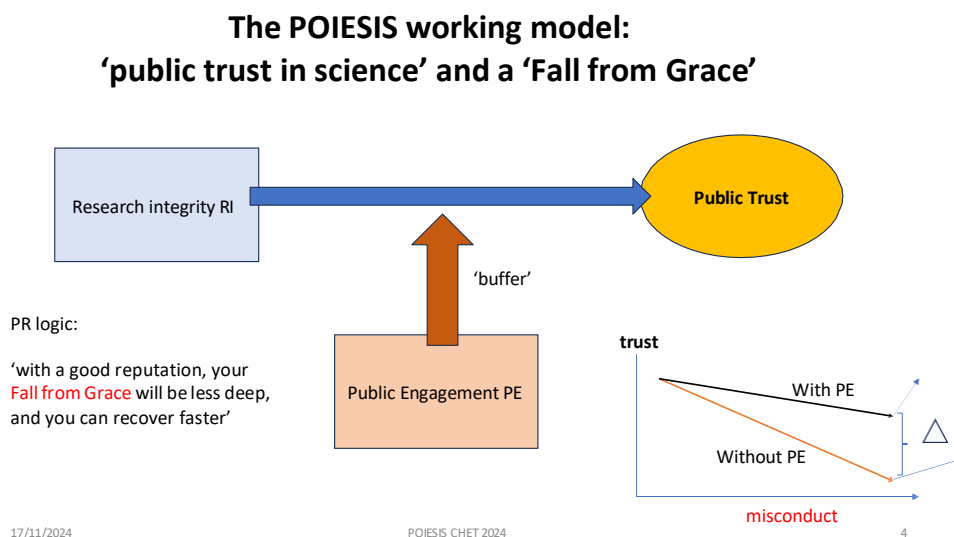 The POIESIS working model:
‘public trust in science’ and a ‘Fall from Grace’
Research integrity RI
Public Trust
‘buffer’
PR logic:
‘with a good reputation, your
Fall from Grace will be less deep,
and you can recover faster’
Public Engagement PE
trust
With PE
Without PE
misconduct
17/11/2024
POIESIS CHET 2024
4